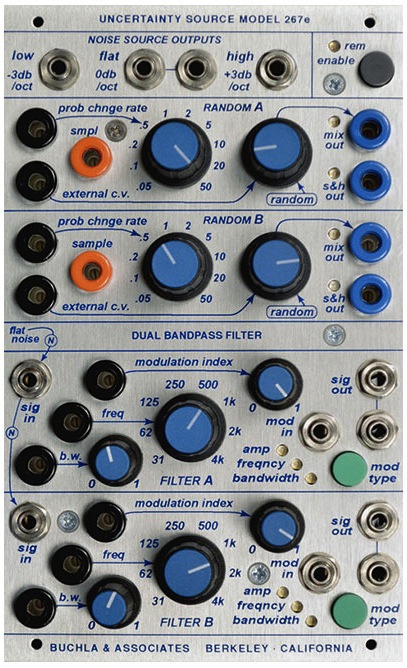 UNCERTAINTY SOURCE MODEL 267e
NOISE SOURCE OUTPUTS
low flat high
-3db 0db +3db
/oct /oct /oct
rem
enable
prob chnge rate RANDOM A
smpl
.05 .1 .2 .5 1 2 5 10 20 50
external c.v.
random
mix
out
s&h
out
prob chnge rate RANDOM B
sample
.05 .1 .2 .5 1 2 5 10 20 50
external c.v.
random
mix
out
s&h
out
flat
noise N
DUAL BANDPASS FILTER
modulation index
sig
in
N
freq
b.w.
0 1
31 62 125 250 500 1k 2k 4k
FILTER A
0 1
sig
out
mod
in
amp
freqncy
bandwidth
mod
type
modulation index
sig
in
freq
b.w.
0 1
31 62 125 250 500 1k 2k 4k
FILTER B
0 1
sig
out
mod
in
amp
freqncy
bandwidth
mod
type
BUCHLA & ASSOCIATES BERKELEY · CALIFORNIA